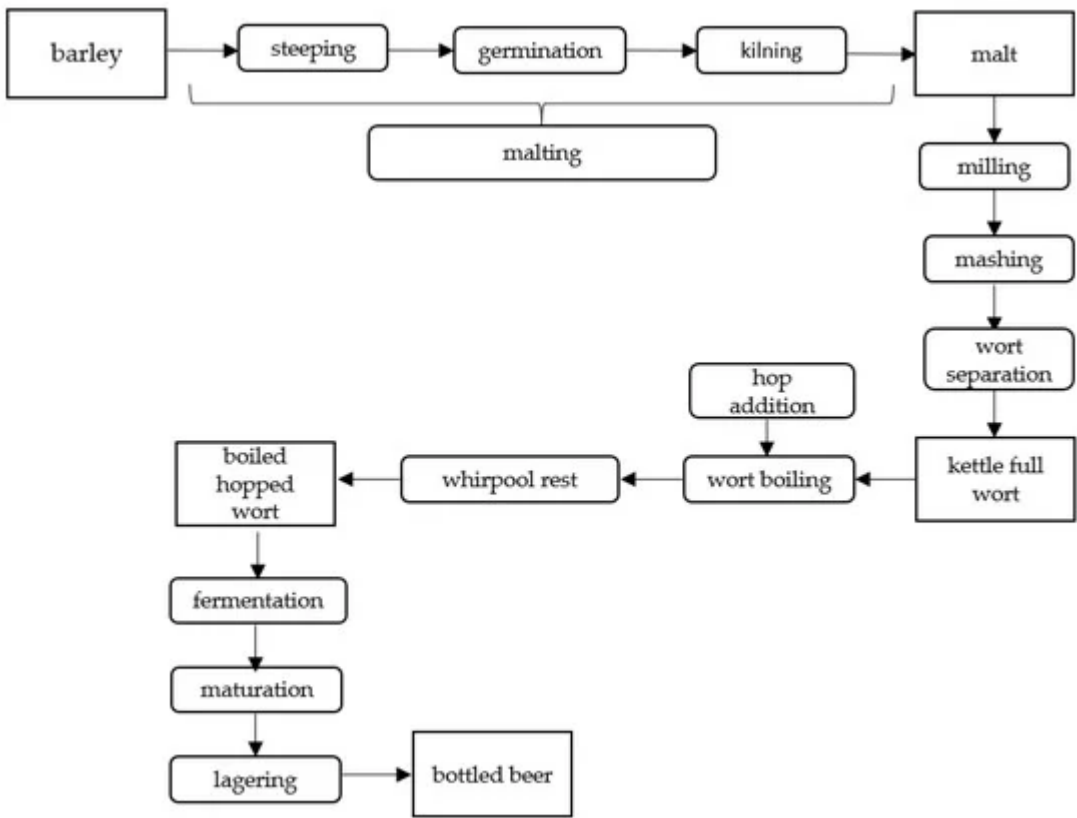 barley
steeping
germination
kilning
malt
malting
milling
mashing
wort
separation
hop
addition
boiled
hopped
wort
whirpool rest
wort boiling
kettle full
wort
fermentation
maturation
lagering
bottled beer